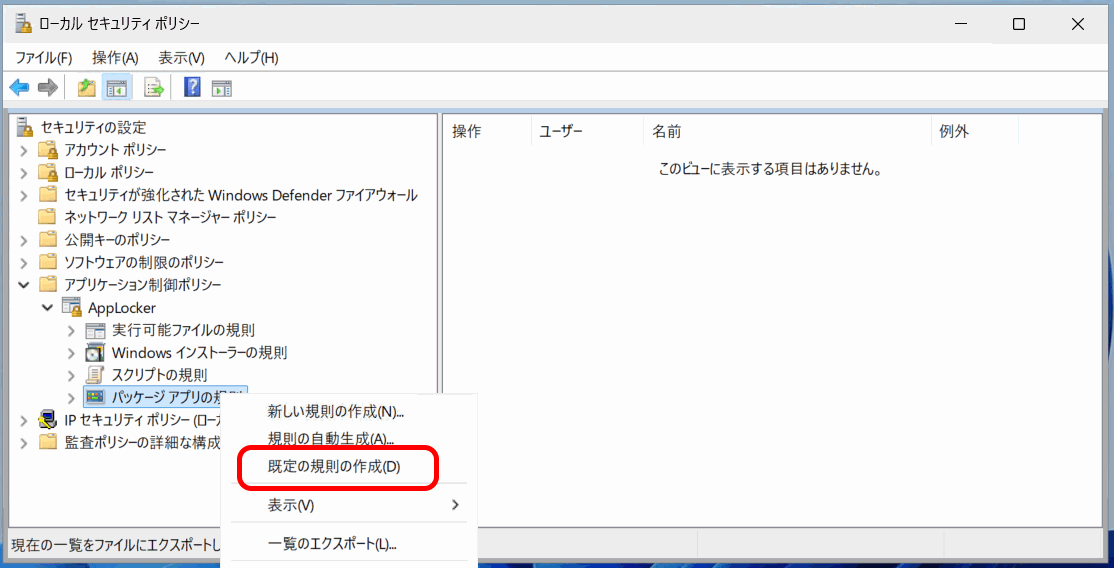 ローカル セキュリティ ポリシー
ファイル(F) 操作(A) 表示(V) ヘルプ(H)
セキュリティの設定
アカウント ポリシー
ローカル ポリシー
セキュリティが強化された Windows Defender ファイアウォール
ネットワーク リスト マネージャー ポリシー
公開キーのポリシー
ソフトウェアの制限のポリシー
アプリケーション制御ポリシー
AppLocker
実行可能ファイルの規則
Windows インストーラーの規則
スクリプトの規則
パッケージ アプリの規則
IP セキュリティ ポリシー (ロー
監査ポリシーの詳細な構成
操作 ユーザー 名前 例外
このビューに表示する項目はありません。
新しい規則の作成(N)...
規則の自動生成(A)...
既定の規則の作成(D)
表示(V)
一覧のエクスポート(L)...
現在の一覧をファイルにエクスポートし